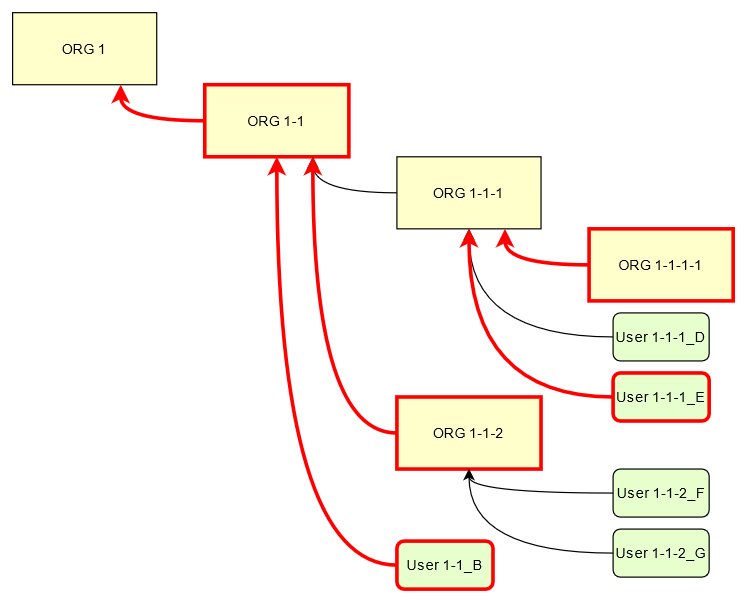 ORG 1
ORG 1-1
ORG 1-1-1
ORG 1-1-1-1
User 1-1-1_D
User 1-1-1_E
ORG 1-1-2
User 1-1-2_F
User 1-1-2_G
User 1-1_B